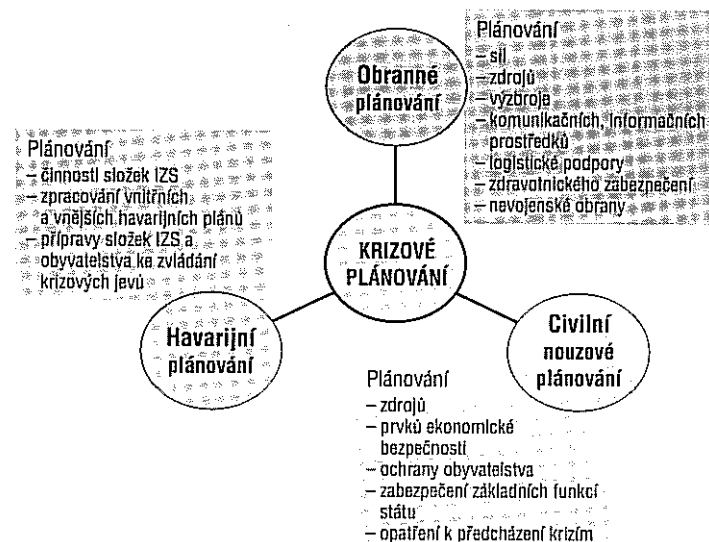 Obranné
plánování
Plánování
– sil
– zdrojů
– výzbroje
– komunikačních, informačních
prostředků
– logistické podpory
– zdravotnického zabezpečení
– nevojenské obrany
Plánování
– činnosti složek IZS
– zpracování vnitřních
a vnějších havarijních plánů
– přípravy složek IZS a
obyvatelstva ke zvládání
krizových jevů
KRIZOVÉ
PLÁNOVÁNÍ
Havarijní
plánování
Civilní
nouzové
plánování
Plánování
– zdrojů
– prvků ekonomické
bezpečnosti
– ochrany obyvatelstva
– zabezpečení základních funkcí
státu
– opatření k předcházení krizím